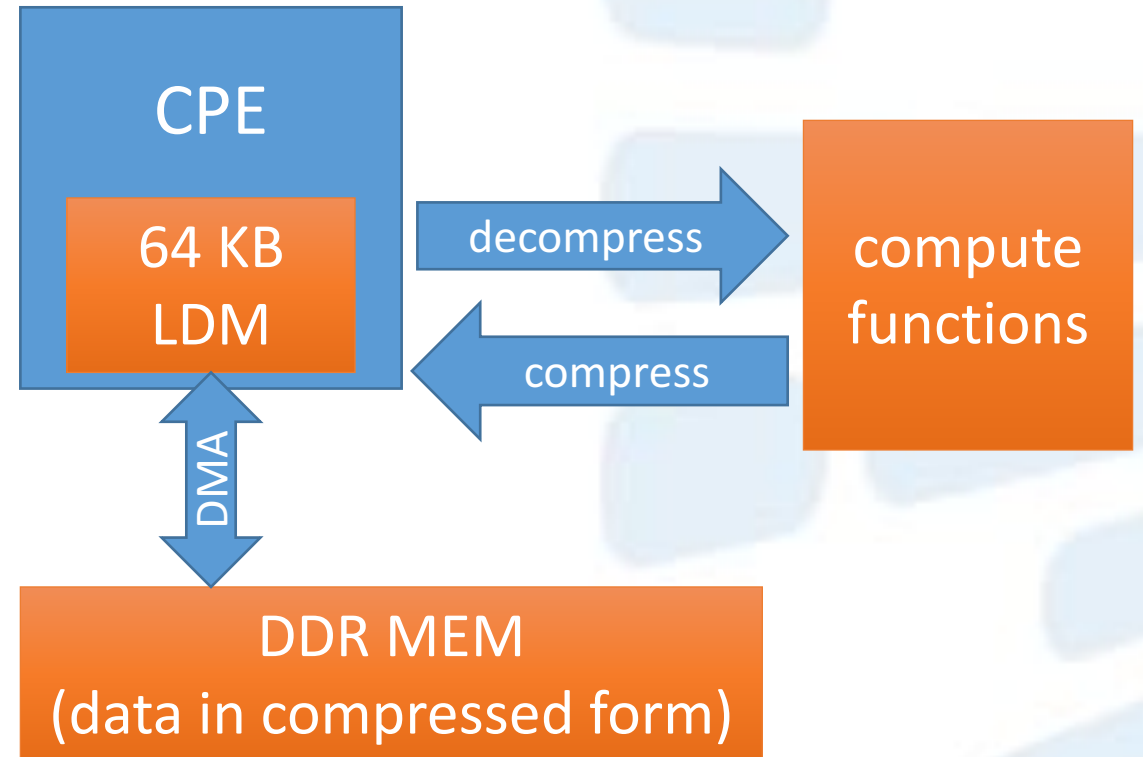 CPE
64 KB
LDM
decompress
compress
compute
functions
DMA
DDR MEM
(data in compressed form)